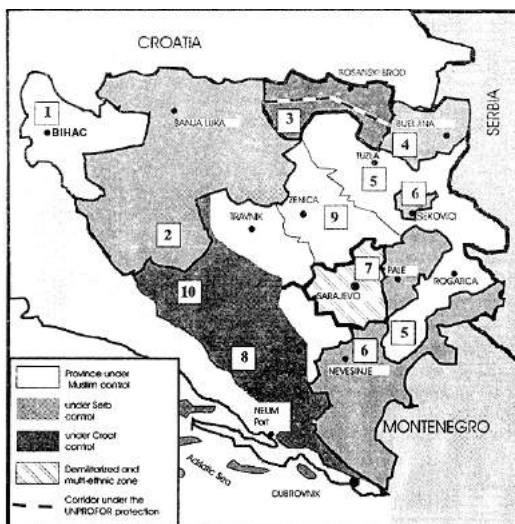 CROATIA
BOSANSKI BROD
SERBIA
1
BIHAC
BANJA LUKA
3
BIJELJINA
4
TUZLA
5
6
SEKOVICI
ZENICA
TRAVNIK
9
2
7
PALE
ROGATICA
SARAJEVO
10
5
6
8
NEVESINJE
Province under
Muslim control
under Serb
control
under Croat
control
Demilitarized and
multi-ethnic zone
Corridor under the
UNPROFOR protection
NEUM
Port
MONTENEGRO
Adriatic Sea
DUBROVNIK